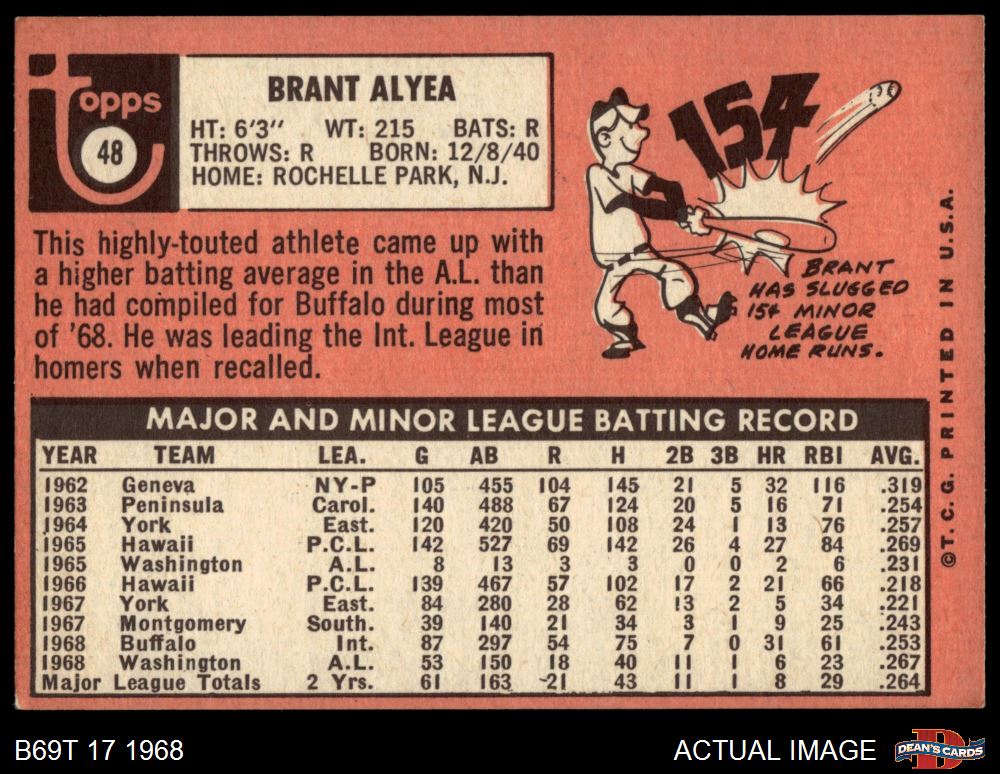 Topps
48
BRANT ALYEA
HT: 6'3" WT: 215 BATS: R
THROWS: R BORN: 12/8/40
HOME: ROCHELLE PARK, N.J.
This highly-touted athlete came up with
a higher batting average in the A.L. than
he had compiled for Buffalo during most
of '68. He was leading the Int. League in
homers when recalled.
154
BRANT
HAS SLUGGED
154 MINOR
LEAGUE
HOME RUNS.
MAJOR AND MINOR LEAGUE BATTING RECORD
YEAR TEAM LEA. G AB R H 2B 3B HR RBI AVG.
1962 Geneva NY-P 105 455 104 145 21 5 32 116 .319
1963 Peninsula Carol. 140 488 67 124 20 5 16 71 .254
1964 York East. 120 420 50 108 24 1 13 76 .257
1965 Hawaii P.C.L. 142 527 69 142 26 4 27 84 .269
1965 Washington A.L. 8 13 3 3 0 0 2 6 .231
1966 Hawaii P.C.L. 139 467 57 102 17 2 21 66 .218
1967 York East. 84 280 28 62 13 2 5 34 .221
1967 Montgomery South. 39 140 21 34 3 1 9 25 .243
1968 Buffalo Int. 87 297 54 75 7 0 31 61 .253
1968 Washington A.L. 53 150 18 40 11 1 6 23 .267
Major League Totals 2 Yrs. 61 163 21 43 11 1 8 29 .264
©T.C.G. PRINTED IN U.S.A.
B69T 17 1968
ACTUAL IMAGE
DEAN'S CARDS